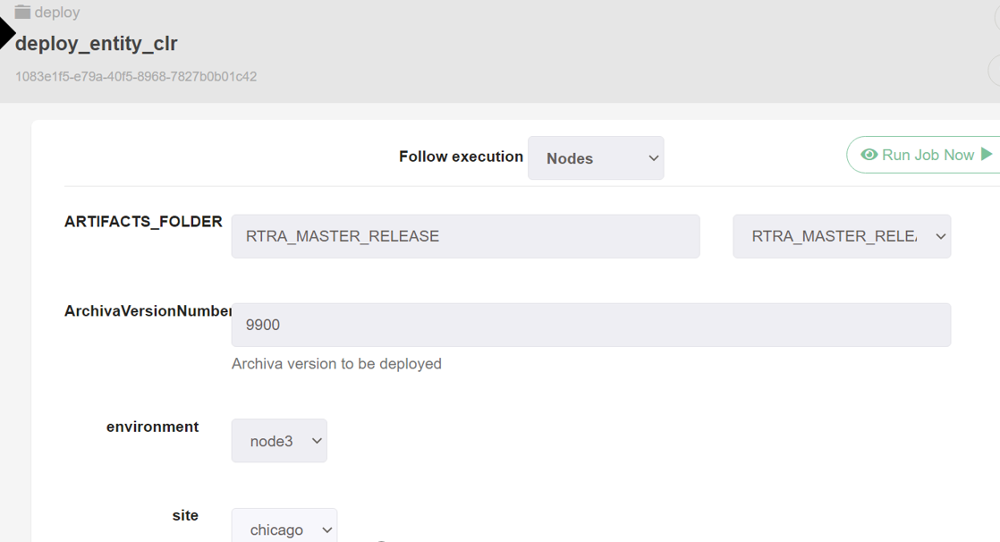 deploy
deploy_entity_clr
1083e1f5-e79a-40f5-8968-7827b0b01c42
Follow execution Nodes Run Job Now
ARTIFACTS_FOLDER RTRA_MASTER_RELEASE RTRA_MASTER_RELEA
ArchivaVersionNumber 9900
Archiva version to be deployed
environment node3
site chicago